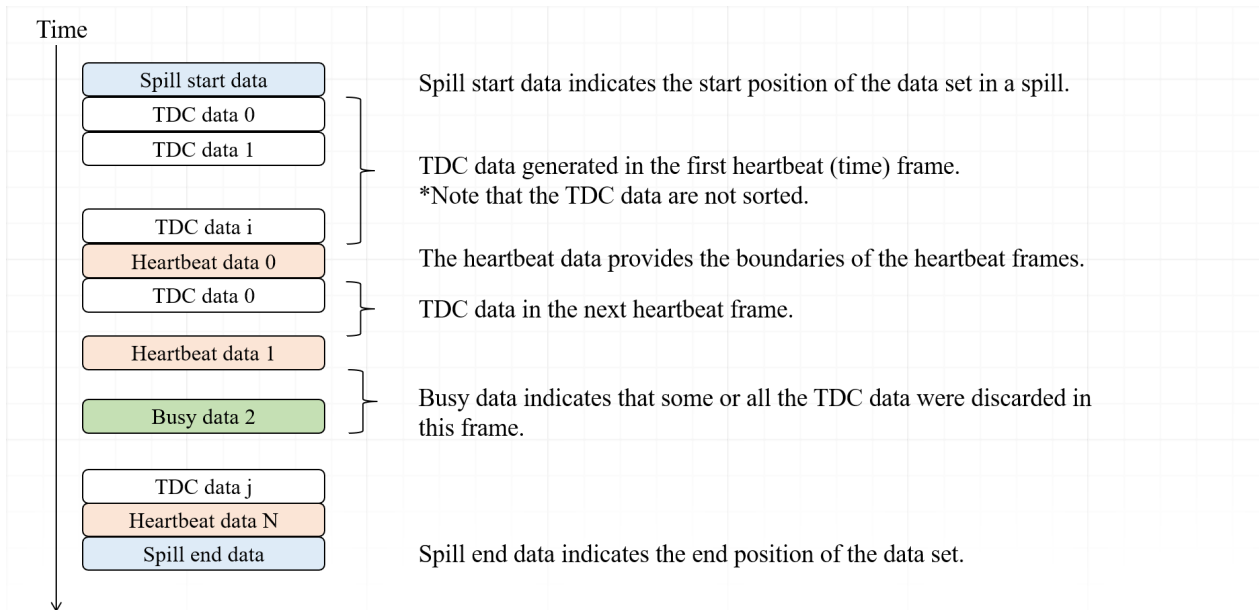 Time
Spill start data
Spill start data indicates the start position of the data set in a spill.
TDC data 0
TDC data 1
TDC data generated in the first heartbeat (time) frame.
*Note that the TDC data are not sorted.
TDC data i
Heartbeat data 0
The heartbeat data provides the boundaries of the heartbeat frames.
TDC data 0
TDC data in the next heartbeat frame.
Heartbeat data 1
Busy data 2
Busy data indicates that some or all the TDC data were discarded in
this frame.
TDC data j
Heartbeat data N
Spill end data
Spill end data indicates the end position of the data set.